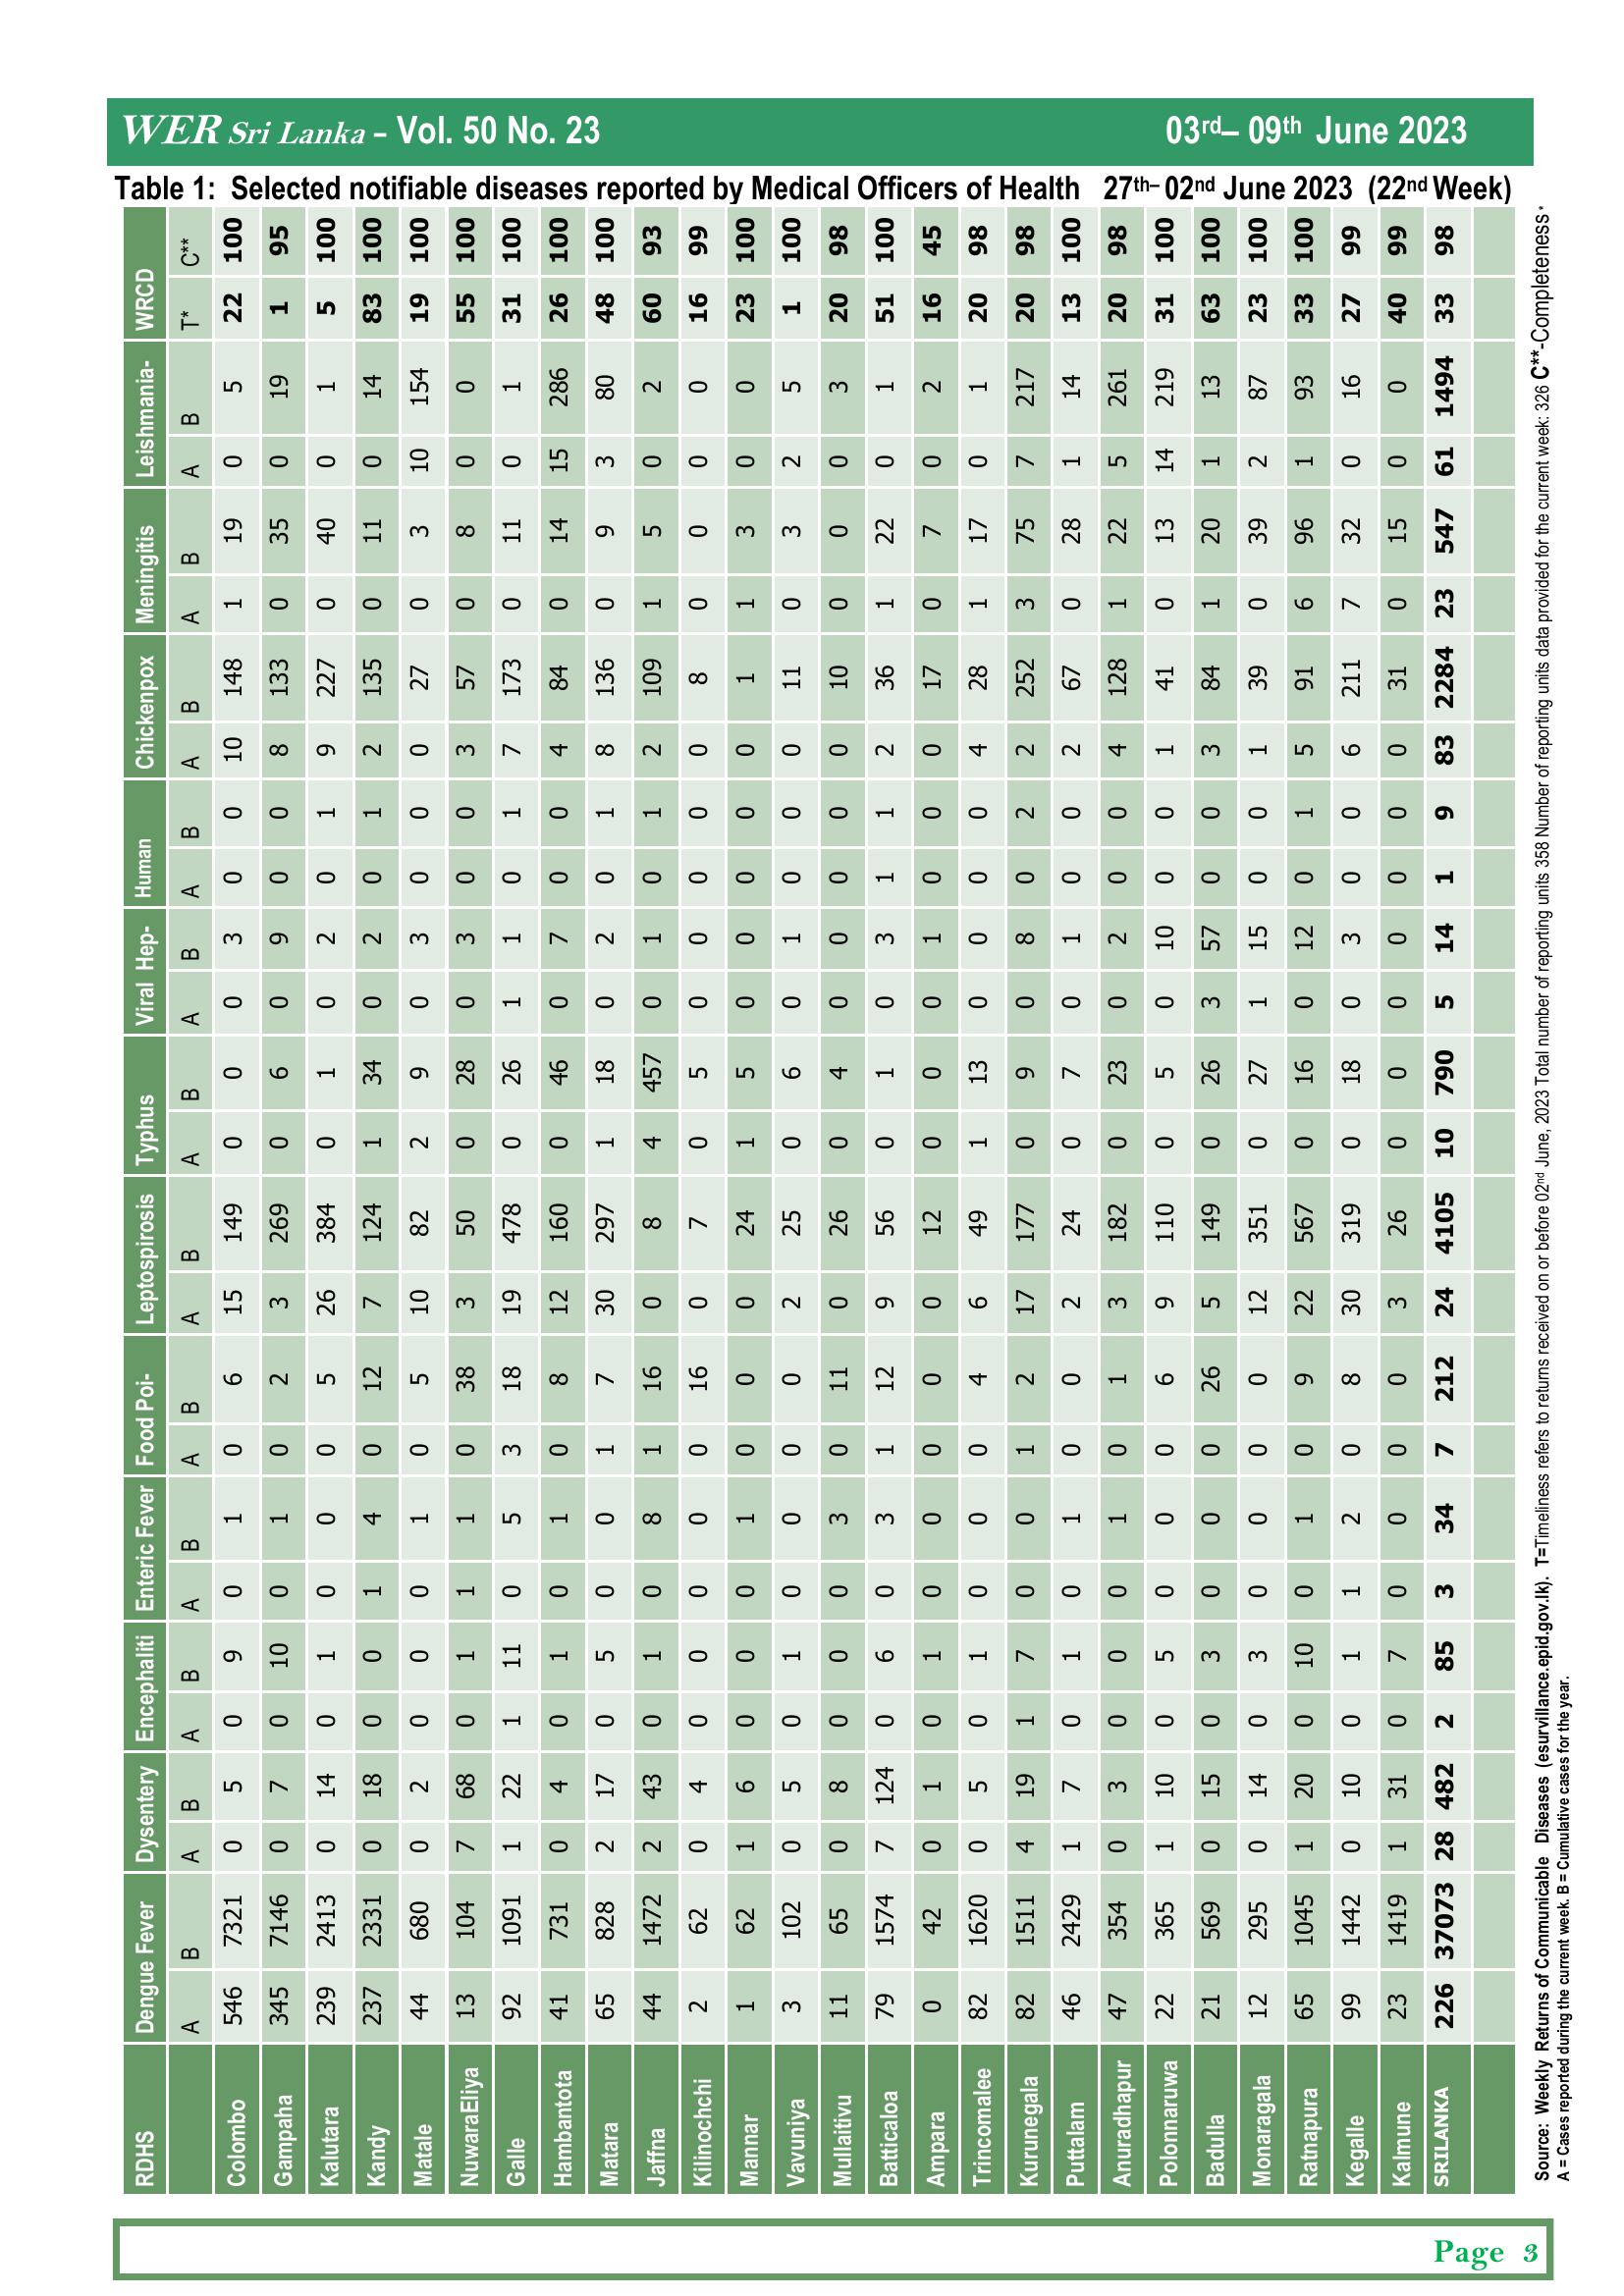 WER Sri Lanka – Vol. 50 No. 23 03rd– 09th June 2023
Table 1: Selected notifiable diseases reported by Medical Officers of Health 27th– 02nd June 2023 (22nd Week)
RDHS Dengue Fever Dysentery Encephaliti Enteric Fever Food Poi- Leptospirosis Typhus Viral Hep- Human Chickenpox Meningitis Leishmania- WRCD
A B A B A B A B A B A B A B A B A B A B A B A B T* C**
Colombo 546 7321 0 5 0 9 0 1 0 6 15 149 0 0 0 3 0 0 10 148 1 19 0 5 22 100
Gampaha 345 7146 0 7 0 10 0 1 0 2 3 269 0 6 0 9 0 0 8 133 0 35 0 19 1 95
Kalutara 239 2413 0 14 0 1 0 0 0 5 26 384 0 1 0 2 0 1 9 227 0 40 0 1 5 100
Kandy 237 2331 0 18 0 0 1 4 0 12 7 124 1 34 0 2 0 1 2 135 0 11 0 14 83 100
Matale 44 680 0 2 0 0 0 1 0 5 10 82 2 9 0 3 0 0 0 27 0 3 10 154 19 100
NuwaraEliya 13 104 7 68 0 1 1 1 0 38 3 50 0 28 0 3 0 0 3 57 0 8 0 0 55 100
Galle 92 1091 1 22 1 11 0 5 3 18 19 478 0 26 1 1 0 1 7 173 0 11 0 1 31 100
Hambantota 41 731 0 4 0 1 0 1 0 8 12 160 0 46 0 7 0 0 4 84 0 14 15 286 26 100
Matara 65 828 2 17 0 5 0 0 1 7 30 297 1 18 0 2 0 1 8 136 0 9 3 80 48 100
Jaffna 44 1472 2 43 0 1 0 8 1 16 0 8 4 457 0 1 0 1 2 109 1 5 0 2 60 93
Kilinochchi 2 62 0 4 0 0 0 0 0 16 0 7 0 5 0 0 0 0 0 8 0 0 0 0 16 99
Mannar 1 62 1 6 0 0 0 1 0 0 0 24 1 5 0 0 0 0 0 1 1 3 0 0 23 100
Vavuniya 3 102 0 5 0 1 0 0 0 0 2 25 0 6 0 1 0 0 0 11 0 3 2 5 1 100
Mullaitivu 11 65 0 8 0 0 0 3 0 11 0 26 0 4 0 0 0 0 0 10 0 0 0 3 20 98
Batticaloa 79 1574 7 124 0 6 0 3 1 12 9 56 0 1 0 3 1 1 2 36 1 22 0 1 51 100
Ampara 0 42 0 1 0 1 0 0 0 0 0 12 0 0 0 1 0 0 0 17 0 7 0 2 16 45
Trincomalee 82 1620 0 5 0 1 0 0 0 4 6 49 1 13 0 0 0 0 4 28 1 17 0 1 20 98
Kurunegala 82 1511 4 19 1 7 0 0 1 2 17 177 0 9 0 8 0 2 2 252 3 75 7 217 20 98
Puttalam 46 2429 1 7 0 1 0 1 0 0 2 24 0 7 0 1 0 0 2 67 0 28 1 14 13 100
Anuradhapur 47 354 0 3 0 0 0 1 0 1 3 182 0 23 0 2 0 0 4 128 1 22 5 261 20 98
Polonnaruwa 22 365 1 10 0 5 0 0 0 6 9 110 0 5 0 10 0 0 1 41 0 13 14 219 31 100
Badulla 21 569 0 15 0 3 0 0 0 26 5 149 0 26 3 57 0 0 3 84 1 20 1 13 63 100
Monaragala 12 295 0 14 0 3 0 0 0 0 12 351 0 27 1 15 0 0 1 39 0 39 2 87 23 100
Ratnapura 65 1045 1 20 0 10 0 1 0 9 22 567 0 16 0 12 0 1 5 91 6 96 1 93 33 100
Kegalle 99 1442 0 10 0 1 1 2 0 8 30 319 0 18 0 3 0 0 6 211 7 32 0 16 27 99
Kalmune 23 1419 1 31 0 7 0 0 0 0 3 26 0 0 0 0 0 0 0 31 0 15 0 0 40 99
SRILANKA 226 37073 28 482 2 85 3 34 7 212 24 4105 10 790 5 14 1 9 83 2284 23 547 61 1494 33 98
Source: Weekly Returns of Communicable Diseases (esurvillance.epid.gov.lk). T=Timeliness refers to returns received on or before 02nd June, 2023 Total number of reporting units 358 Number of reporting units data provided for the current week: 326 C**-Completeness *
A = Cases reported during the current week. B = Cumulative cases for the year.
Page 3